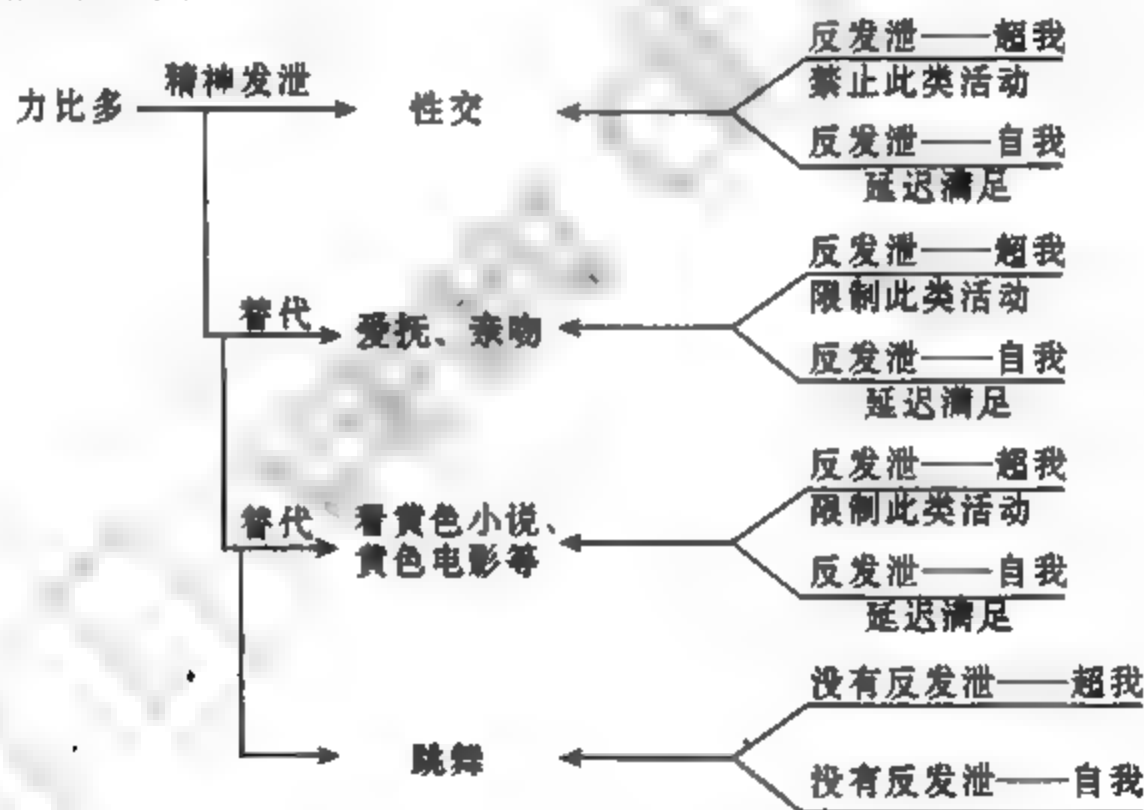 反发泄——超我
精神发泄
禁止此类活动
力比多
性交
反发泄——自我
延迟满足
反发泄——超我
替代
限制此类活动
爱抚、亲吻
反发泄——自我
延迟满足
反发泄——超我
替代
看黄色小说、
限制此类活动
黄色电影等
反发泄——自我
延迟满足
没有反发泄——超我
跳舞
没有反发泄——自我